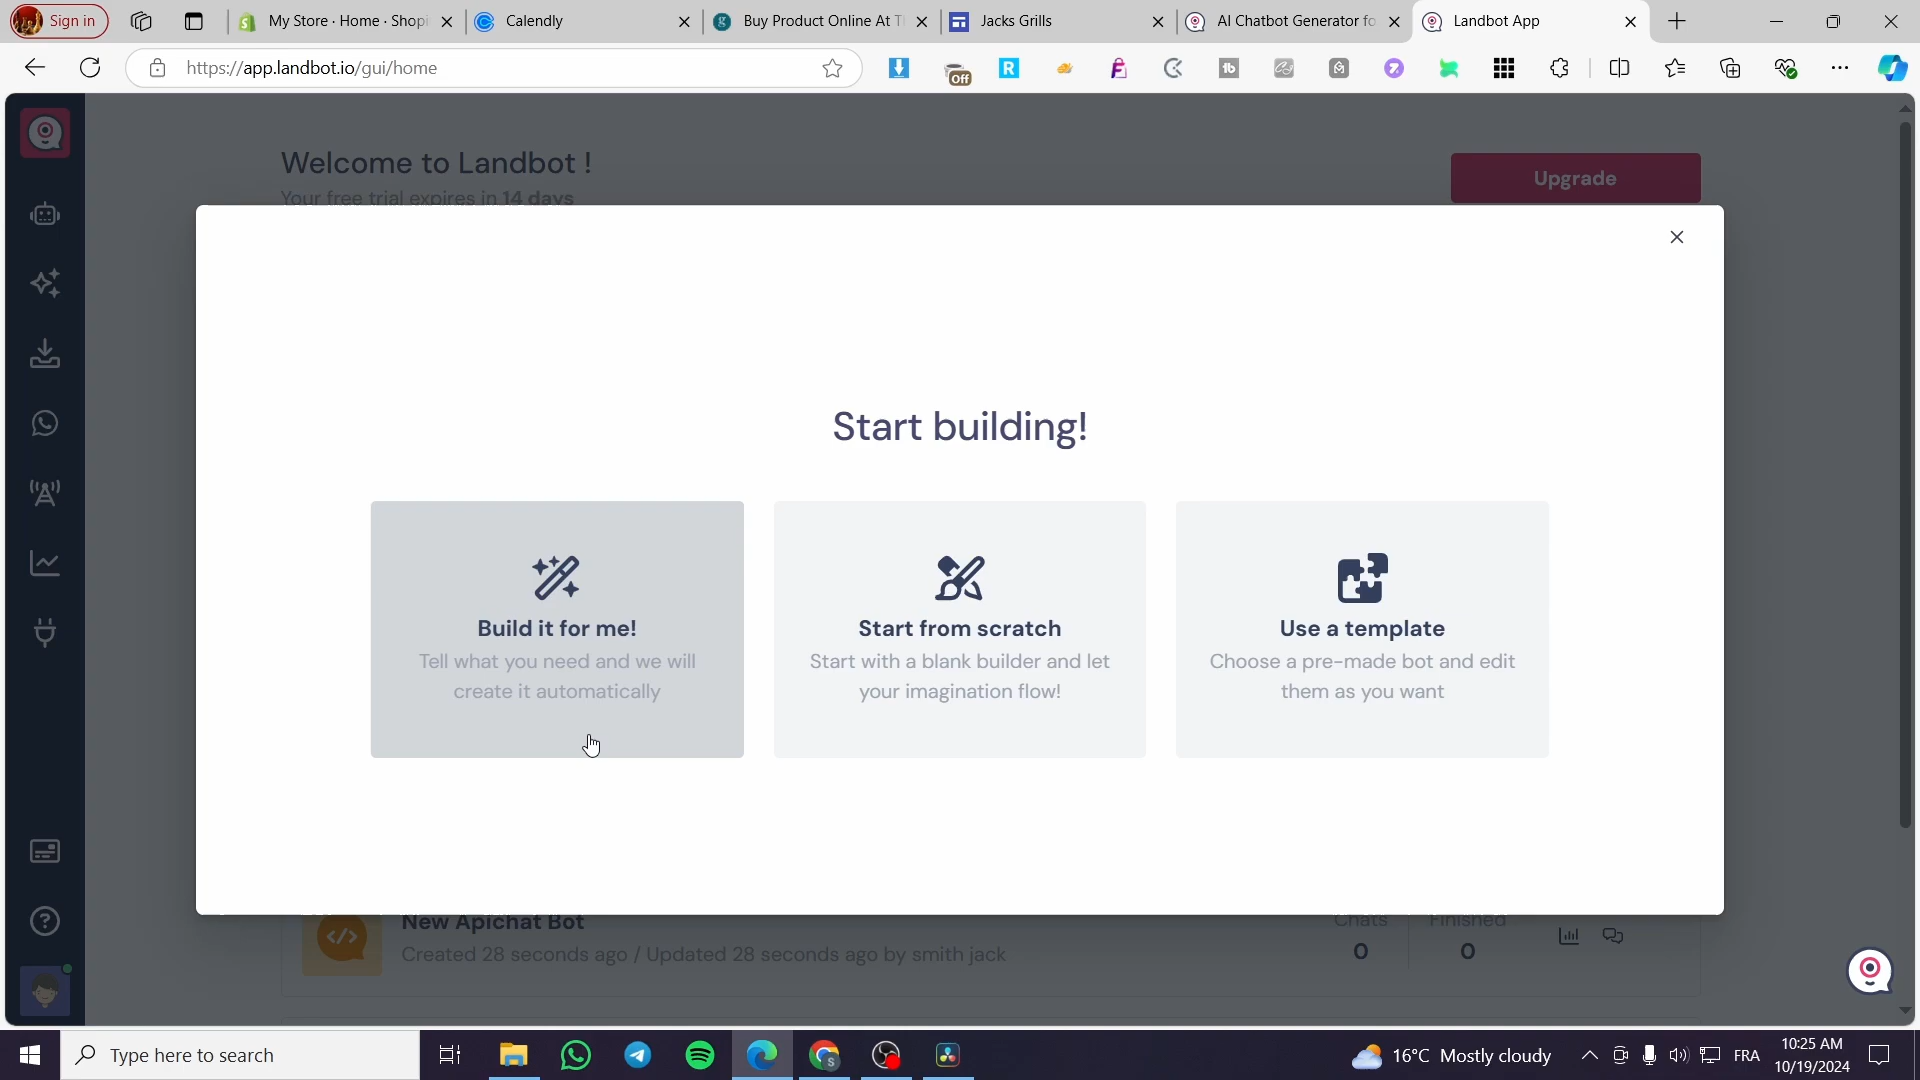 Sign in
My Store · Home · Shopi
Calendly
Buy Product Online At T
Jacks Grills
AI Chatbot Generator fo
Landbot App
https://app.landbot.io/gui/home
Off
Welcome to Landbot !
Your free trial expires in 14 days
Upgrade
Start building!
Build it for me!
Tell what you need and we will
create it automatically
Start from scratch
Start with a blank builder and let
your imagination flow!
Use a template
Choose a pre-made bot and edit
them as you want
New Apichat Bot
Created 28 seconds ago / Updated 28 seconds ago by smith jack
Chats
0
Finished
0
Type here to search
16°C Mostly cloudy
FRA
10:25 AM
10/19/2024